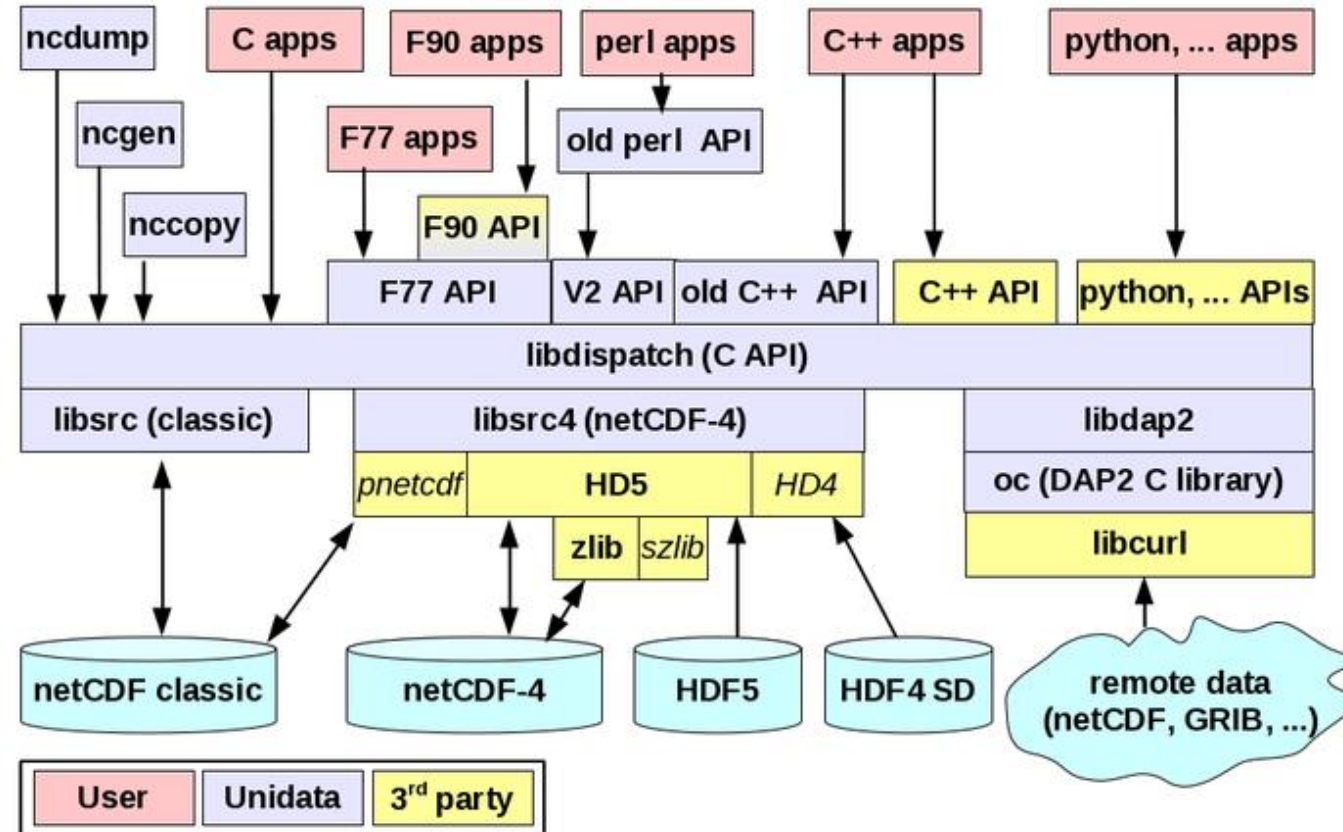 ncdump
C apps
F90 apps
perl apps
C++ apps
python, ... apps
ncgen
F77 apps
old perl API
nccopy
F90 API
F77 API
V2 API
old C++ API
C++ API
python, ... APIs
libdispatch (C API)
libsrc (classic)
libsrc4 (netCDF-4)
libdap2
pnetcdf
HD5
HD4
oc (DAP2 C library)
zlib
szlib
libcurl
netCDF classic
netCDF-4
HDF5
HDF4 SD
remote data
(netCDF, GRIB, ...)
User
Unidata
3rd party